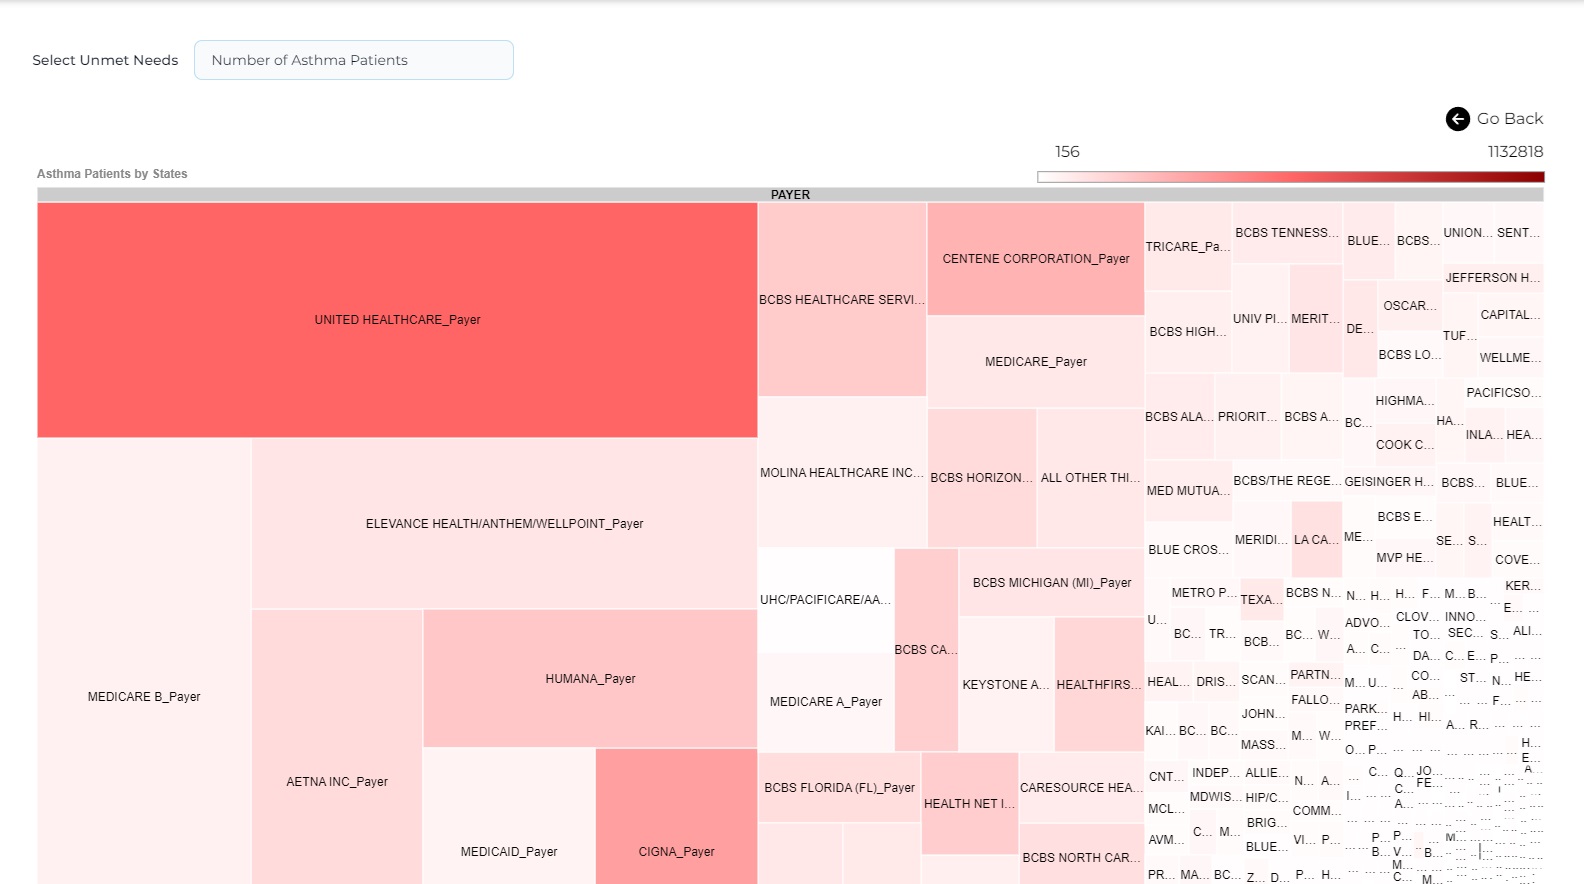 Select Unmet Needs
Number of Asthma Patients
Go Back
156
1132818
Asthma Patients by States
PAYER
UNITED HEALTHCARE_Payer
BCBS HEALTHCARE SERVI...
CENTENE CORPORATION_Payer
MEDICARE_Payer
MOLINA HEALTHCARE INC...
BCBS HORIZON...
ALL OTHER THI...
MEDICARE B_Payer
ELEVANCE HEALTH/ANTHEM/WELLPOINT_Payer
AETNA INC_Payer
HUMANA_Payer
MEDICAID_Payer
CIGNA_Payer
UHC/PACIFICARE/AA...
MEDICARE A_Payer
BCBS CA...
BCBS MICHIGAN (MI)_Payer
KEYSTONE A...
HEALTHFIRS...
BCBS FLORIDA (FL)_Payer
HEALTH NET I...
CARESOURCE HEA...
BCBS NORTH CAR...
TRICARE_Pa...
BCBS TENNESS...
BCBS HIGH...
UNIV PI...
MERIT...
BCBS ALA...
PRIORIT...
BCBS A...
MED MUTUA...
BCBS/THE REGE...
BLUE CROS...
MERIDI...
LA CA...
METRO P...
TEXA...
BCBS N...
U...
BC...
TR...
BCB...
BC...
W...
HEAL...
DRIS...
SCAN...
PARTN...
FALLO...
JOHN...
KAI...
BC...
BC...
MASS...
M...
W...
CNT...
INDEP...
ALLIE...
N...
A...
MCL...
MDWIS...
HIP/C...
COMM...
AVM...
C...
M...
BRIG...
BLUE...
VI...
P...
PR...
MA...
BC...
Z...
D...
P...
H...
BLUE...
BCBS...
UNION...
SENT...
JEFFERSON H...
DE...
OSCAR...
CAPITAL...
TUF...
BCBS LO...
WELLME...
BC...
HIGHMA...
PACIFICSO...
HA...
COOK C...
INLA...
HEA...
GEISINGER H...
BCBS...
BLUE...
ME...
BCBS E...
MVP HE...
SE...
S...
HEALT...
COVE...
N...
H...
H...
F...
M...
B...
KER...
E...
ADVO...
CLOV...
INNO...
TO...
SEC...
S...
ALI...
A...
C...
DA...
C...
E...
P...
M...
U...
CO...
ST...
N...
HE...
AB...
F...
PARK...
PREF...
H...
HI...
A...
R...
O...
P...
H...
E...
A...
C...
Q...
JO...
FE...
C...
I...
A...
P...
P...
M...
B...
V...
B...
M...
C...
M...